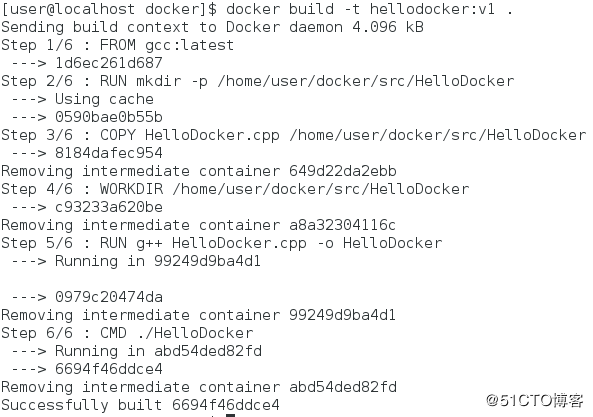 [user@localhost docker]$ docker build -t hellodocker:v1 .
Sending build context to Docker daemon 4.096 kB
Step 1/6 : FROM gcc:latest
 ---> 1d6ec261d687
Step 2/6 : RUN mkdir -p /home/user/docker/src/HelloDocker
 ---> Using cache
 ---> 0590bae0b55b
Step 3/6 : COPY HelloDocker.cpp /home/user/docker/src/HelloDocker
 ---> 8184dafec954
Removing intermediate container 649d22da2ebb
Step 4/6 : WORKDIR /home/user/docker/src/HelloDocker
 ---> c93233a620be
Removing intermediate container a8a32304116c
Step 5/6 : RUN g++ HelloDocker.cpp -o HelloDocker
 ---> Running in 99249d9ba4d1
 ---> 0979c20474da
Removing intermediate container 99249d9ba4d1
Step 6/6 : CMD ./HelloDocker
 ---> Running in abd54ded82fd
 ---> 6694f46ddce4
Removing intermediate container abd54ded82fd
Successfully built 6694f46ddce4
@51CTO博客